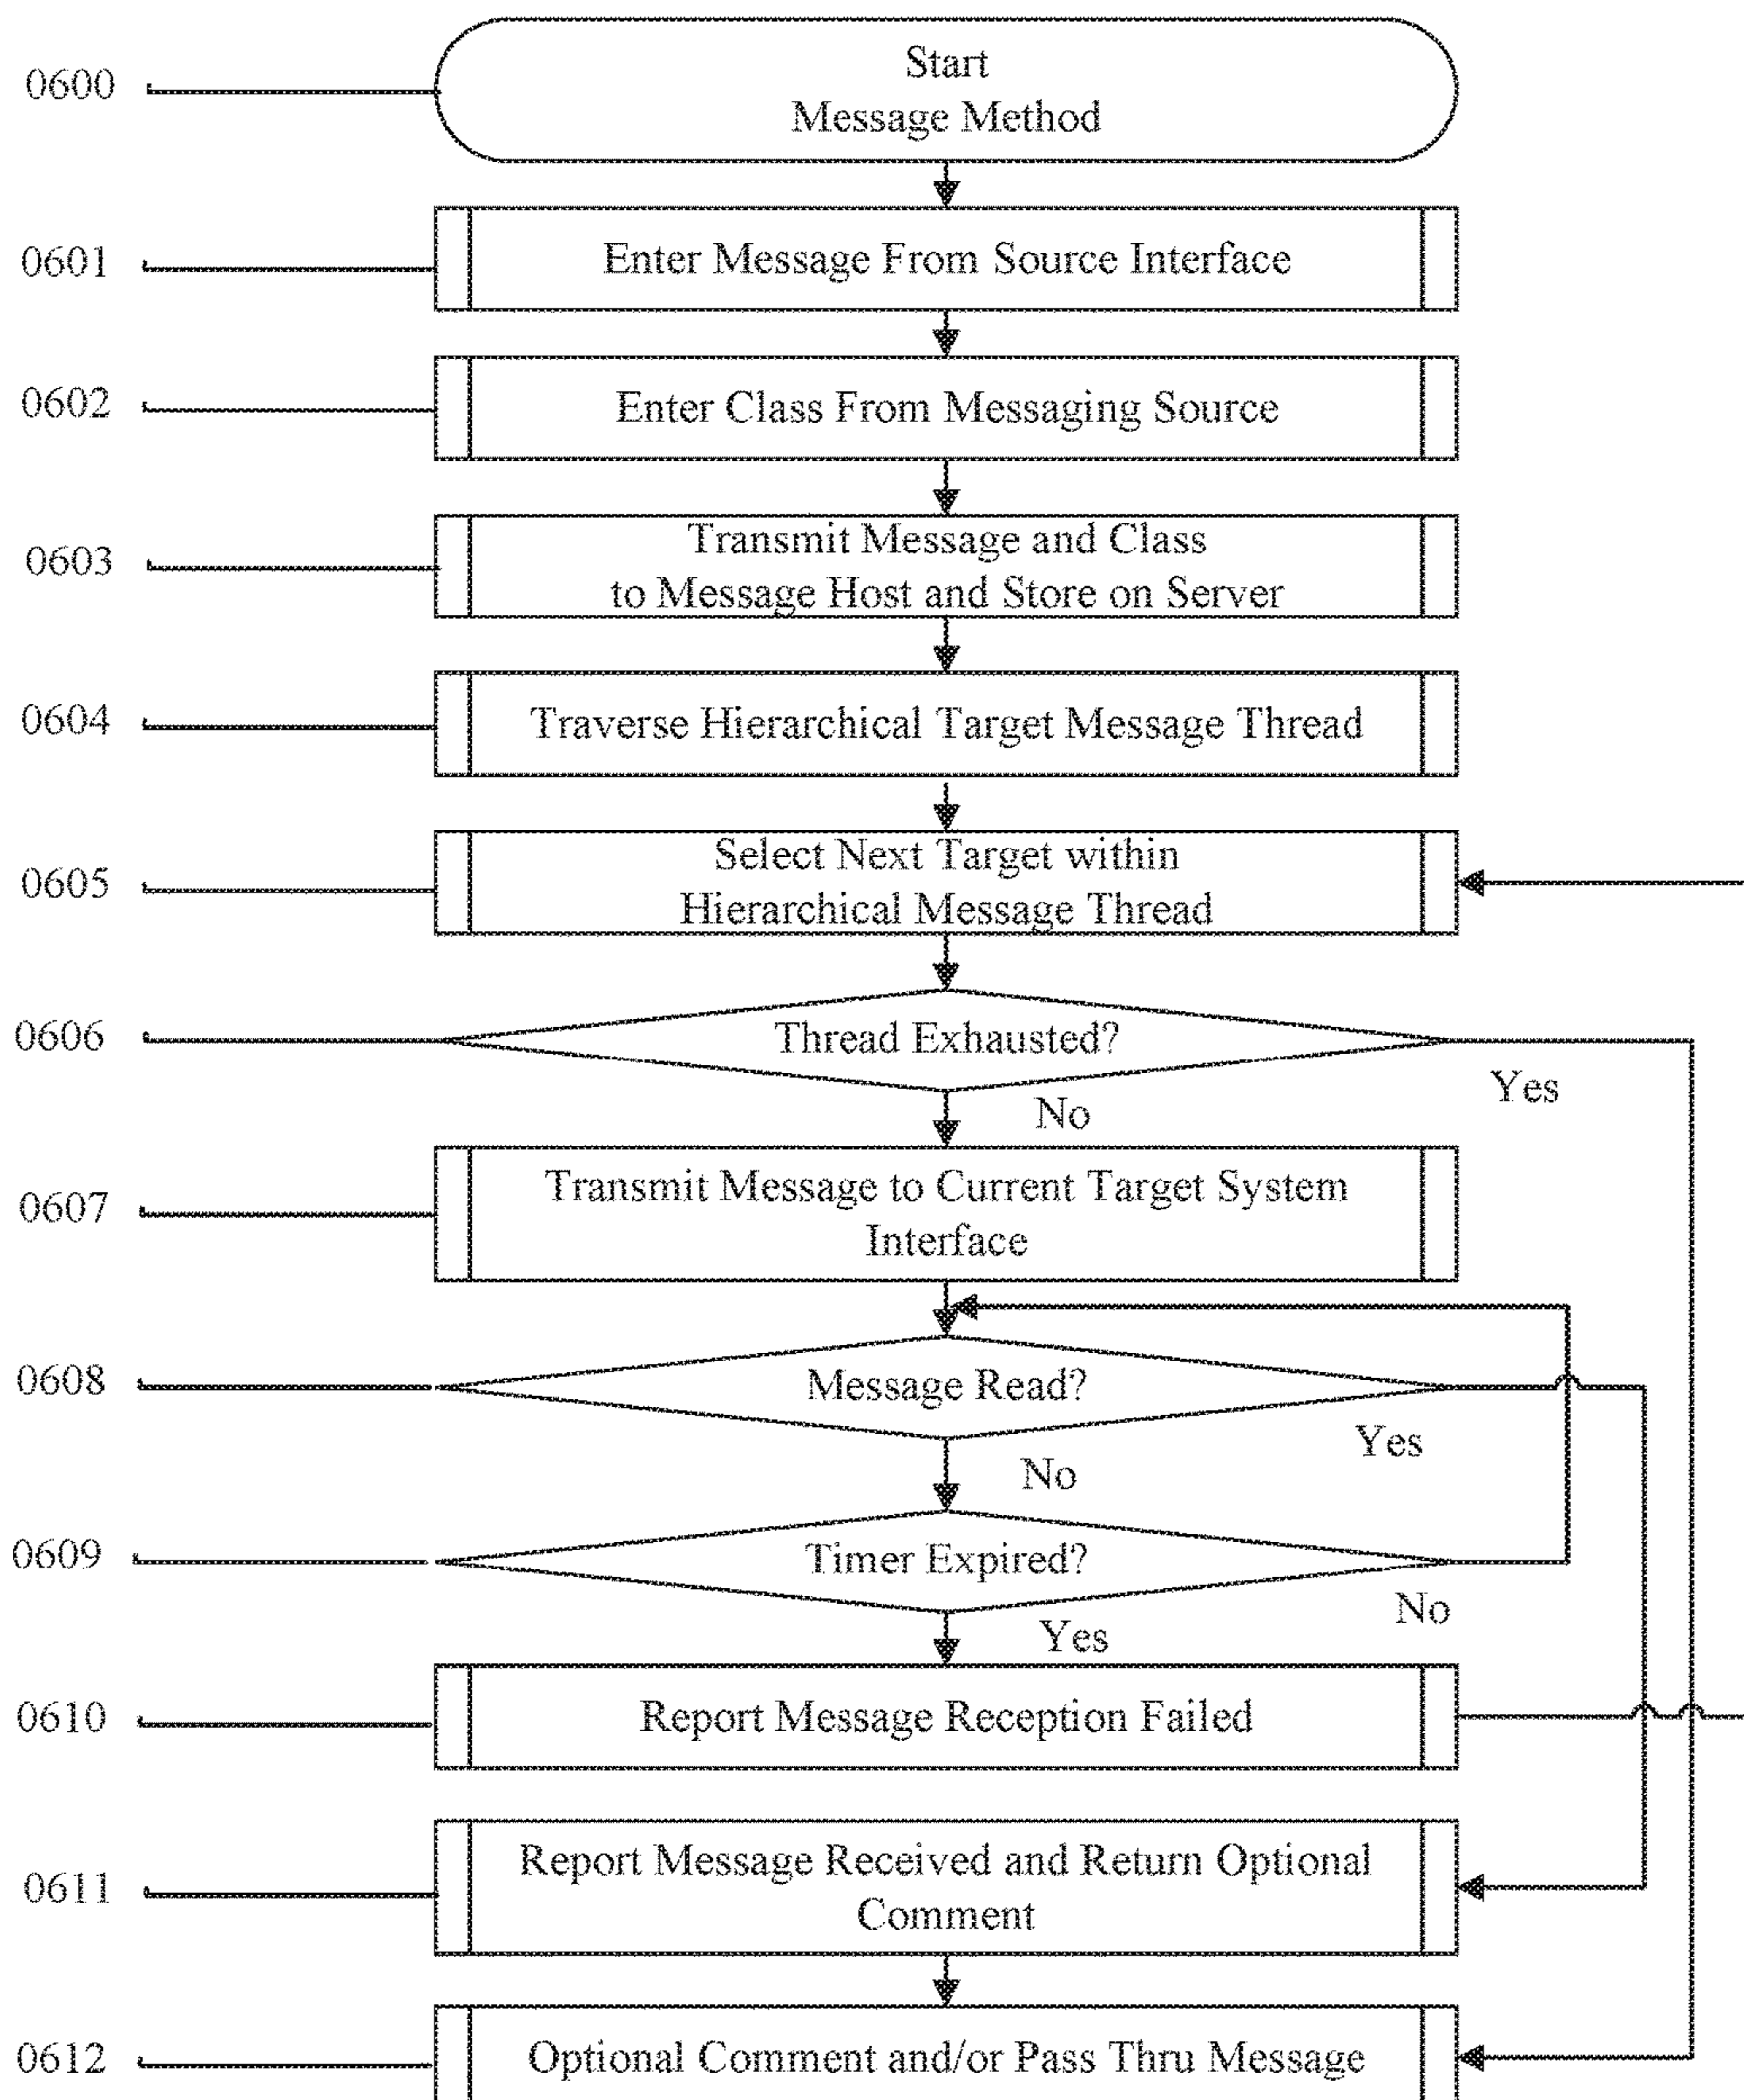 0600
Start
Message Method
0601
Enter Message From Source Interface
0602
Enter Class From Messaging Source
0603
Transmit Message and Class
to Message Host and Store on Server
0604
Traverse Hierarchical Target Message Thread
0605
Select Next Target within
Hierarchical Message Thread
0606
Thread Exhausted?
Yes
No
0607
Transmit Message to Current Target System
Interface
0608
Message Read?
Yes
No
0609
Timer Expired?
No
Yes
0610
Report Message Reception Failed
0611
Report Message Received and Return Optional
Comment
0612
Optional Comment and/or Pass Thru Message